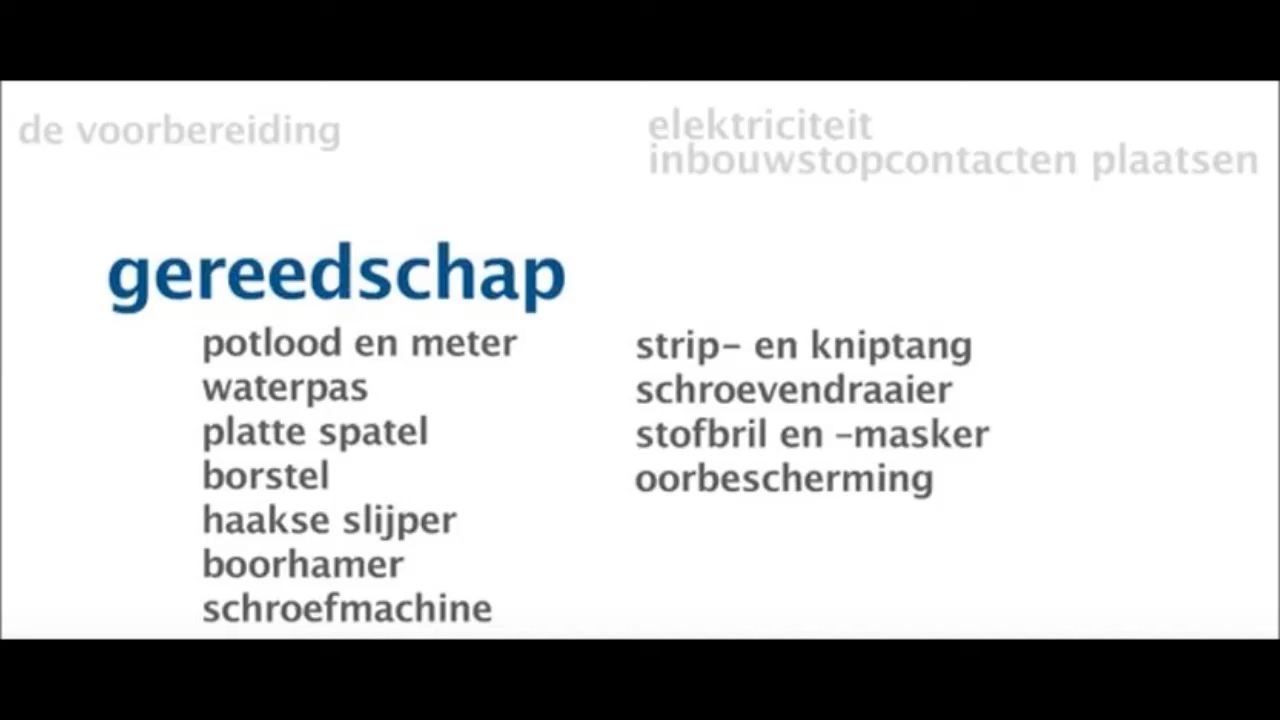 de voorbereiding
elektriciteit
inbouwstopcontacten plaatsen
gereedschap
potlood en meter
waterpas
platte spatel
borstel
haakse slijper
boorhamer
schroefmachine
strip- en kniptang
schroevendraaier
stofbril en -masker
oorbescherming